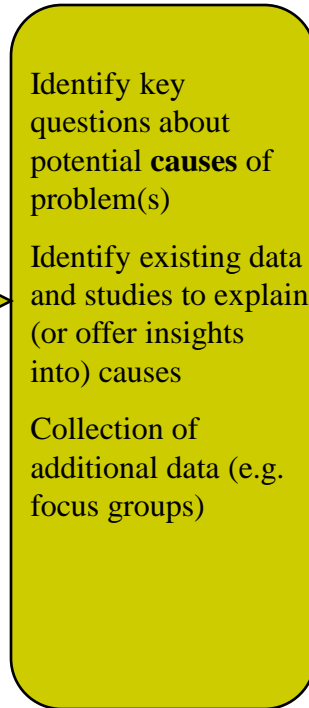 Identify key
questions about
potential causes of
problem(s)
Identify existing data
and studies to explain
(or offer insights
into) causes
Collection of
additional data (e.g.
focus groups)